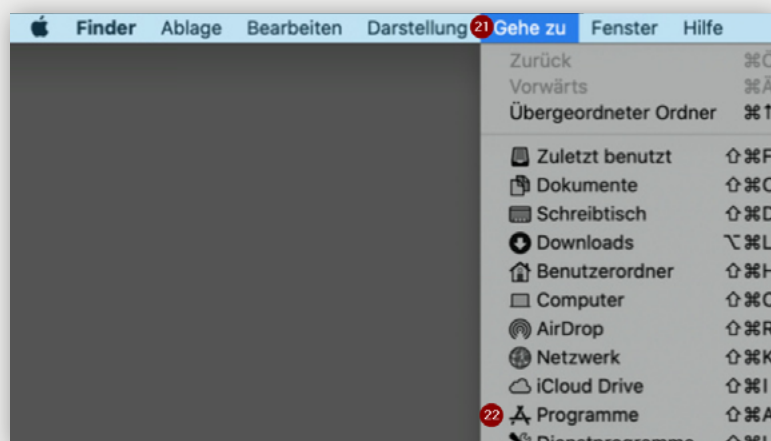 Finder Ablage Bearbeiten Darstellung 21 Gehe zu Fenster Hilfe
Zurück ⌘Ö
Vorwärts ⌘Ä
Übergeordneter Ordner ⌘↑
Zuletzt benutzt ⇧⌘F
Dokumente ⇧⌘O
Schreibtisch ⇧⌘D
Downloads ⌥⌘L
Benutzerordner ⇧⌘H
Computer ⇧⌘C
AirDrop ⇧⌘R
Netzwerk ⇧⌘K
iCloud Drive ⇧⌘I
22 Programme ⇧⌘A
Dienstprogramme ⇧⌘